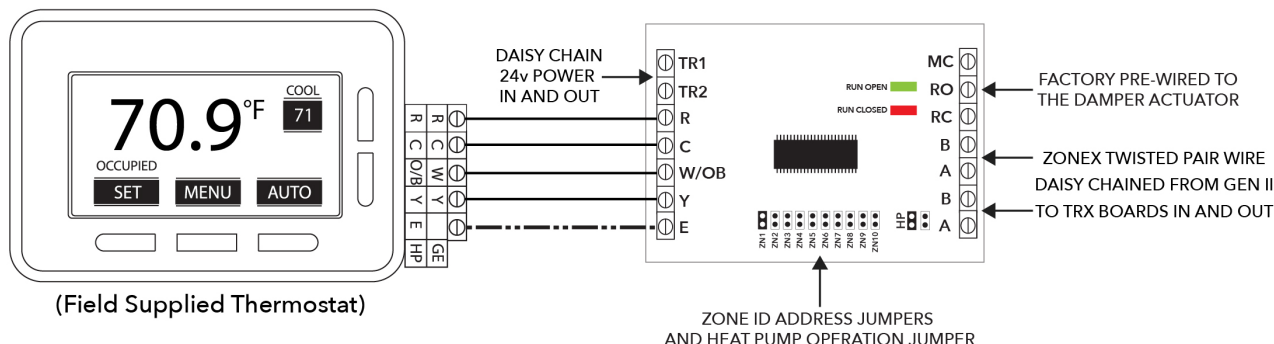 COOL
70.9°F
71
OCCUPIED
SET MENU AUTO
R R
C C
O/B W
Y Y
E
HP GE
(Field Supplied Thermostat)
DAISY CHAIN
24v POWER
IN AND OUT
TR1
TR2
R
C
W/OB
Y
E
RUN OPEN
RUN CLOSED
ZN1 ZN2 ZN3 ZN4 ZN5 ZN6 ZN7 ZN8 ZN9 ZN10
HP
MC
RO
RC
B
A
B
A
FACTORY PRE-WIRED TO
THE DAMPER ACTUATOR
ZONEX TWISTED PAIR WIRE
DAISY CHAINED FROM GEN II
TO TRX BOARDS IN AND OUT
ZONE ID ADDRESS JUMPERS
AND HEAT PUMP OPERATION JUMPER